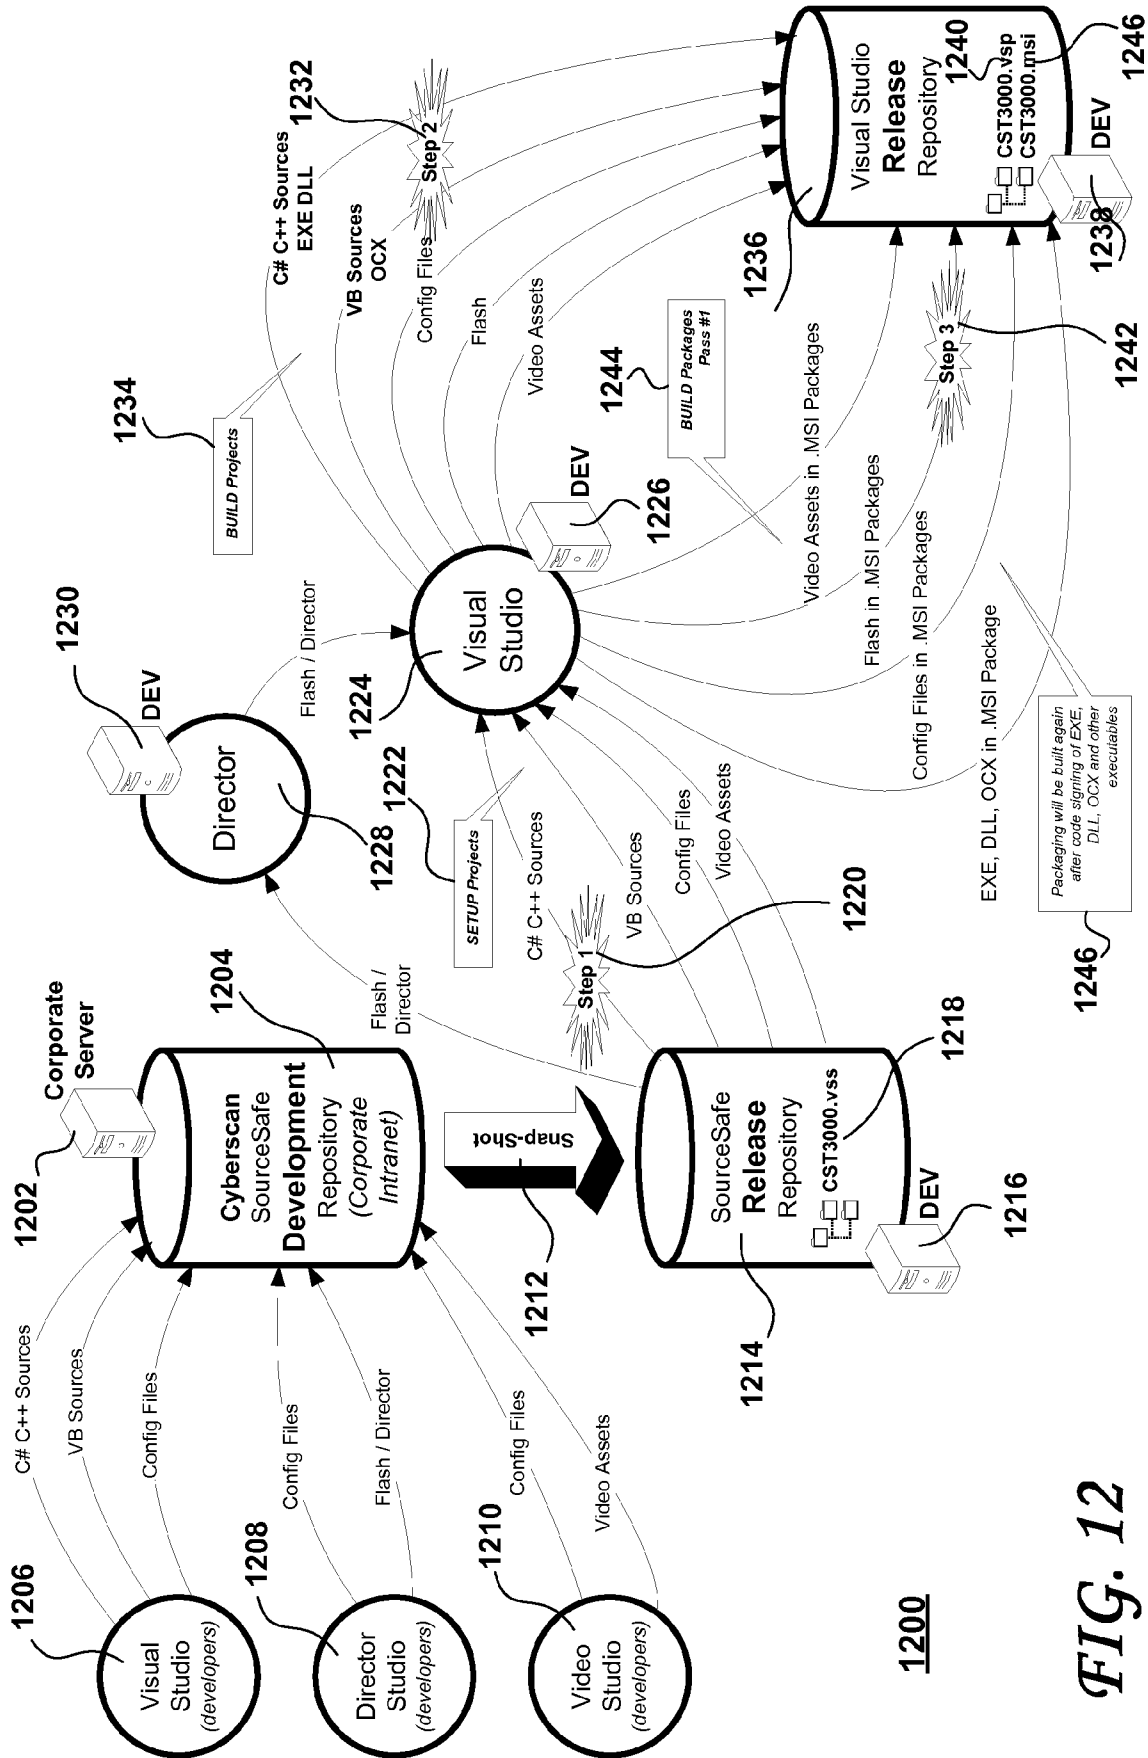 1202
Corporate
Server
1206
Visual
Studio
(developers)
C# C++ Sources
VB Sources
Config Files
1208
Director
Studio
(developers)
Config Files
Flash / Director
1210
Video
Studio
(developers)
Config Files
Video Assets
1204
Cyberscan
SourceSafe
Development
Repository
(Corporate
Intranet)
1212
Snap-Shot
1214
SourceSafe
Release
Repository
CST3000.vss
1218
DEV
1216
Flash /
Director
Director
1228
DEV
1230
Flash / Director
Step 1
1220
SETUP Projects
1222
C# C++ Sources
VB Sources
Config Files
Video Assets
1224
Visual
Studio
DEV
1226
BUILD Projects
1234
C# C++ Sources
EXE DLL
VB Sources
OCX
Config Files
Flash
Video Assets
Step 2
1232
BUILD Packages
Pass #1
1244
Video Assets in .MSI Packages
Flash in .MSI Packages
Config Files in .MSI Packages
EXE, DLL, OCX in .MSI Package
Step 3
1242
Packaging will be built again
after code signing of EXE,
DLL, OCX and other
executables
1246
1236
Visual Studio
Release
Repository
1240
CST3000.vsp
CST3000.msi
1246
DEV
1238
1200
FIG. 12